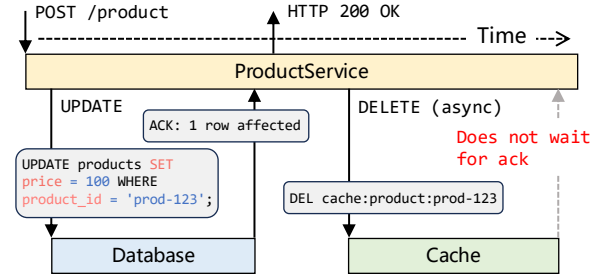 POST /product
HTTP 200 OK
Time
ProductService
UPDATE
ACK: 1 row affected
DELETE (async)
Does not wait
for ack
UPDATE products SET
price = 100 WHERE
product_id = 'prod-123';
DEL cache:product:prod-123
Database
Cache